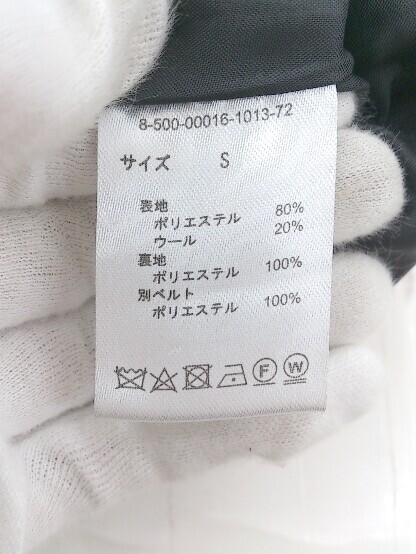 8-500-00016-1013-72
サイズ S
表地
ポリエステル 80%
ウール 20%
裏地
ポリエステル 100%
別ベルト
ポリエステル 100%
F W